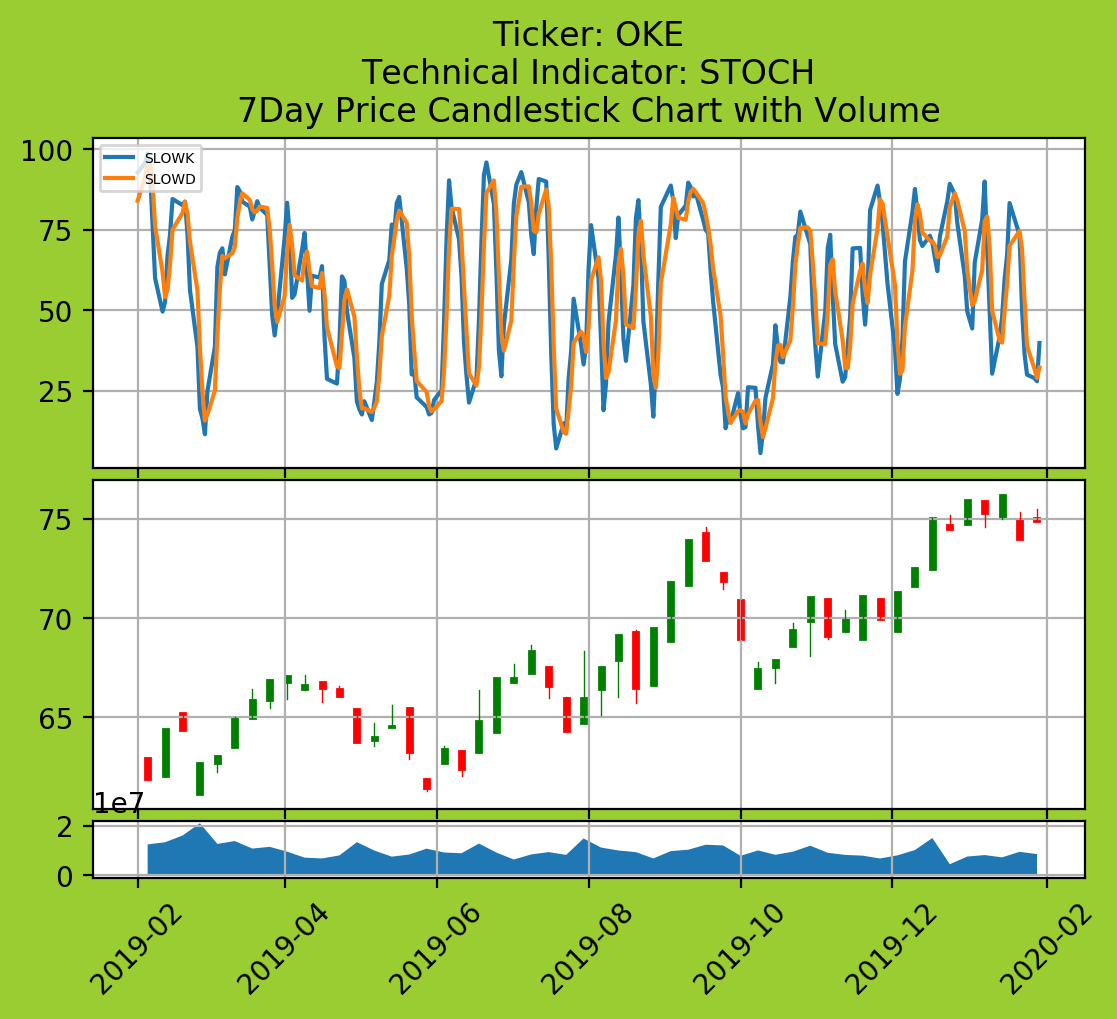 Ticker: OKE
Technical Indicator: STOCH
7Day Price Candlestick Chart with Volume
100
SLOWK
SLOWD
75
50
25
75
70
65
1e7
2
0
2019-02
2019-04
2019-06
2019-08
2019-10
2019-12
2020-02